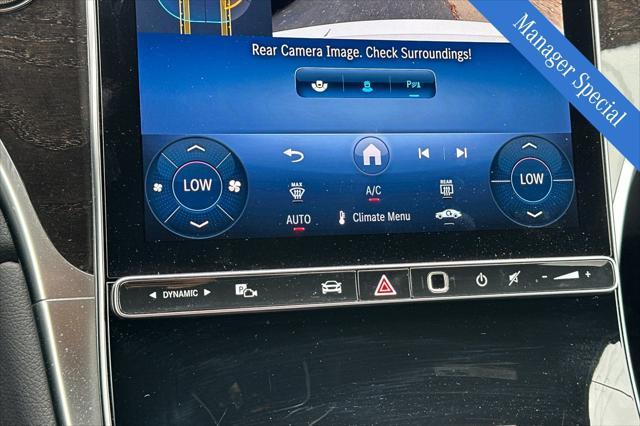 Rear Camera Image. Check Surroundings!
Manager Special
LOW
LOW
MAX
A/C
REAR
AUTO
Climate Menu
DYNAMIC
P
- +